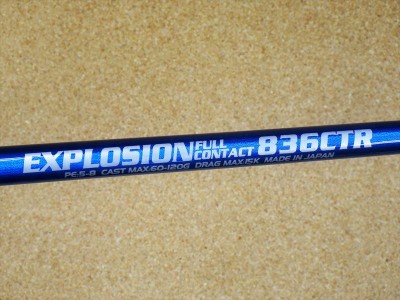 EXPLOSION FULL CONTACT 836CTR
PE.5-8 CAST MAX.60-120G DRAG MAX.15K MADE IN JAPAN